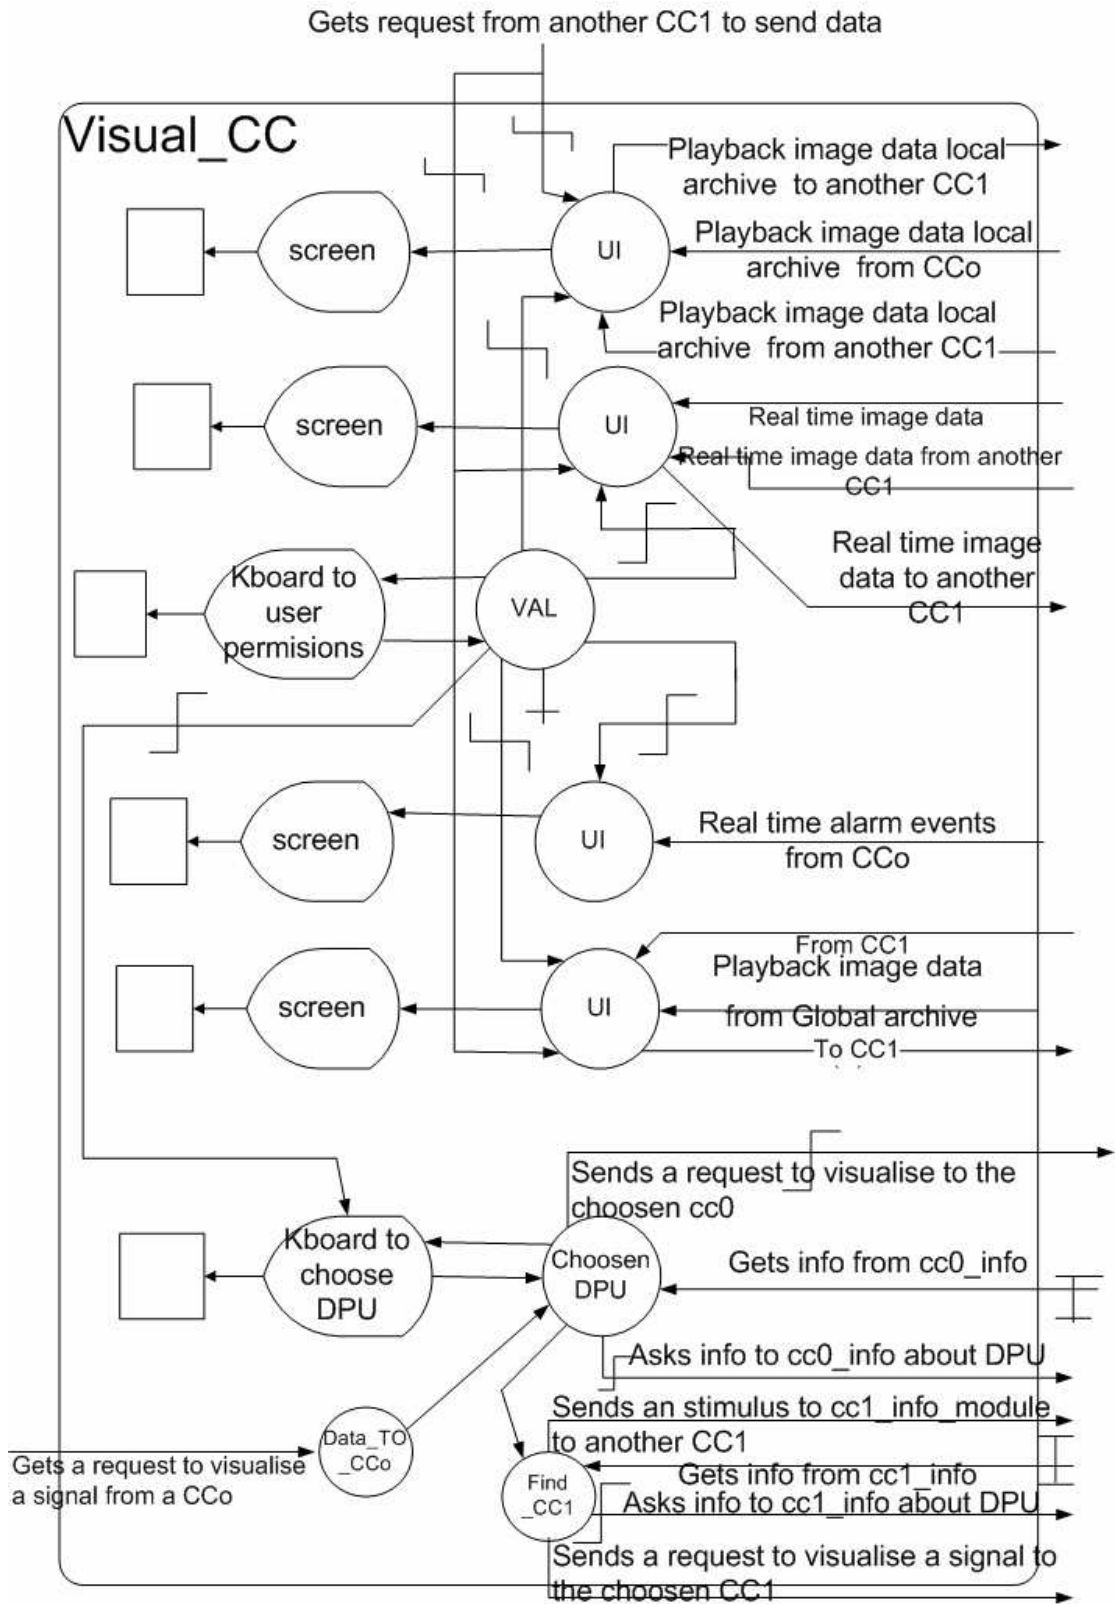 Gets request from another CC1 to send data
Visual_CC
Playback image data local
archive to another CC1
screen
UI
Playback image data local
archive from CCo
Playback image data local
archive from another CC1
screen
UI
Real time image data
Real time image data from another
CC1
Real time image
data to another
CC1
Kboard to
user
permisions
VAL
screen
UI
Real time alarm events
from CCo
screen
UI
From CC1
Playback image data
from Global archive
To CC1
Sends a request to visualise to the
choosen cc0
Kboard to
choose
DPU
Choosen
DPU
Gets info from cc0_info
Asks info to cc0_info about DPU
Sends an stimulus to cc1_info_module
to another CC1
Data_TO
_CCo
Gets a request to visualise
a signal from a CCo
Find
_CC1
Gets info from cc1_info
Asks info to cc1_info about DPU
Sends a request to visualise a signal to
the choosen CC1